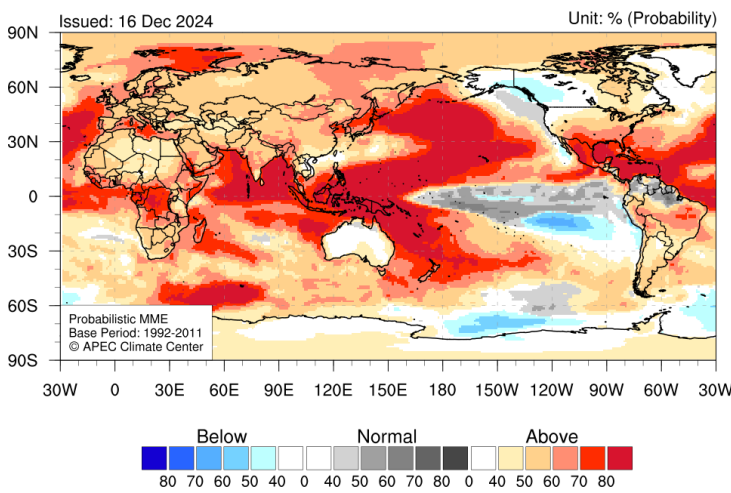 Issued: 16 Dec 2024
Unit: % (Probability)
90N
60N
30N
0
30S
60S
90S
Probabilistic MME
Base Period: 1992-2011
© APEC Climate Center
30W 0 30E 60E 90E 120E 150E 180 150W 120W 90W 60W 30W
Below Normal Above
80 70 60 50 40 0 40 50 60 70 80 0 40 50 60 70 80